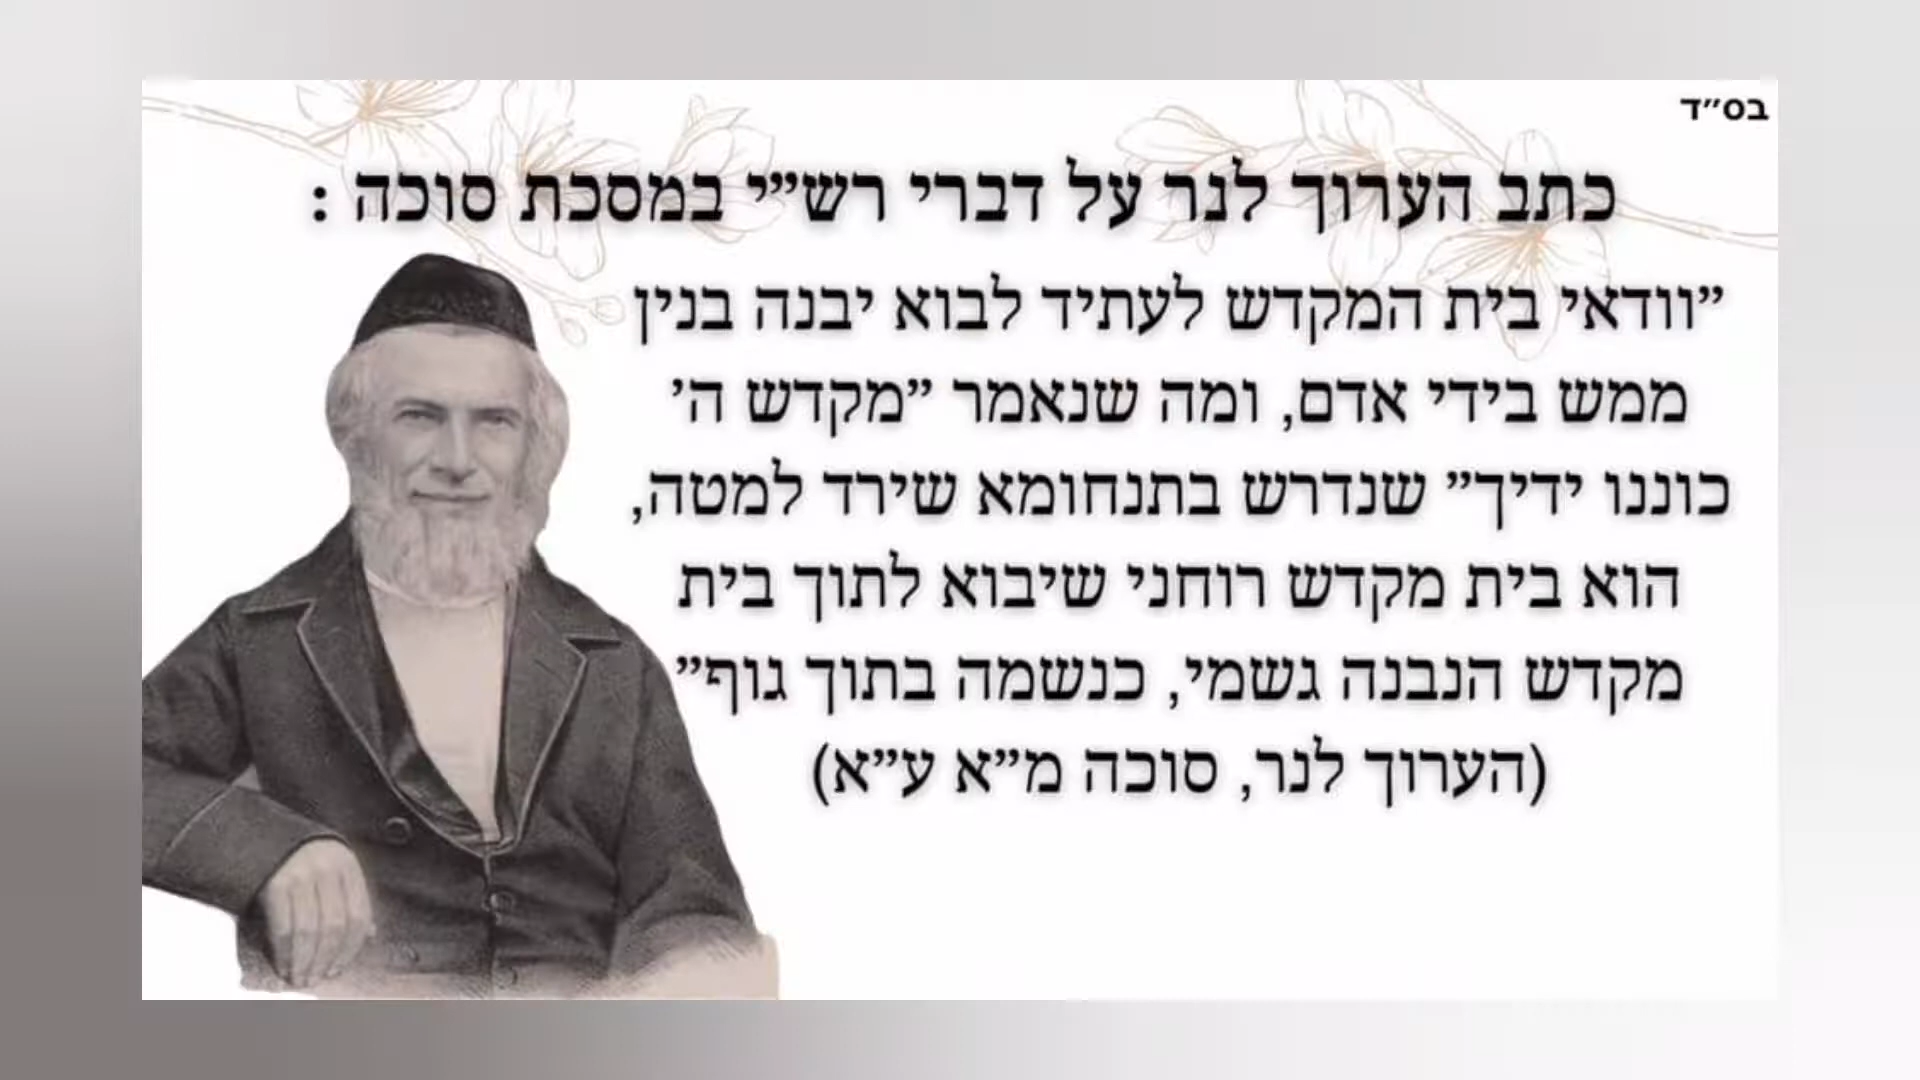 בס״ד
כתב הערוך לנר על דברי רש״י במסכת סוכה :
״וודאי בית המקדש לעתיד לבוא יבנה בנין
ממש בידי אדם, ומה שנאמר ״מקדש ה׳
כוננו ידיך״ שנדרש בתנחומא שירד למטה,
הוא בית מקדש רוחני שיבוא לתוך בית
מקדש הנבנה גשמי, כנשמה בתוך גוף״
(הערוך לנר, סוכה מ״א ע״א)